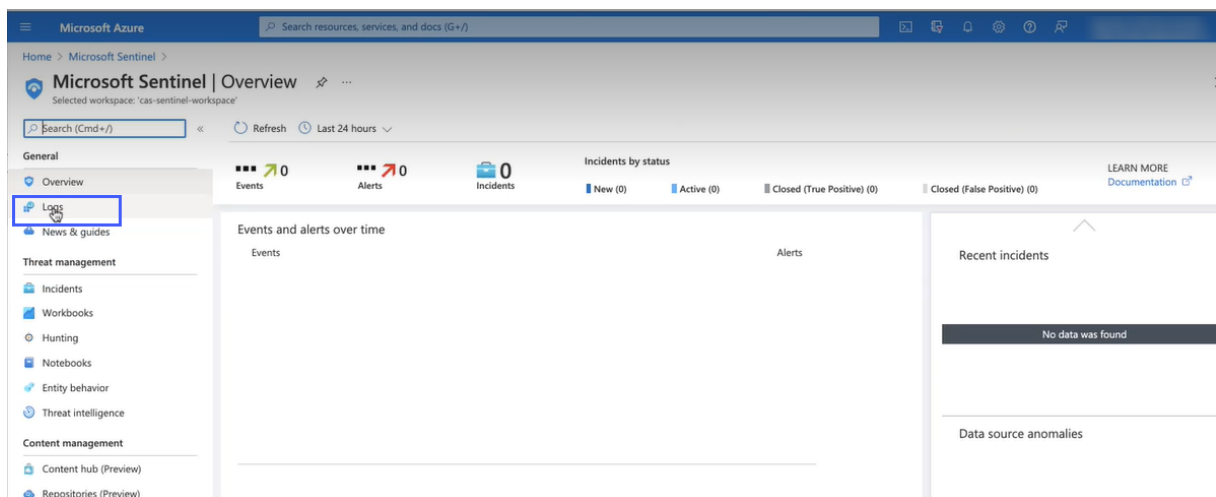 Microsoft Azure
Search resources, services, and docs (G+/)
Home > Microsoft Sentinel >
Microsoft Sentinel | Overview
Selected workspace: 'cas-sentinel-workspace'
Search (Cmd+/)
Refresh
Last 24 hours
General
Overview
Logs
News & guides
Threat management
Incidents
Workbooks
Hunting
Notebooks
Entity behavior
Threat intelligence
Content management
Content hub (Preview)
Repositories (Preview)
0
Events
0
Alerts
0
Incidents
Incidents by status
New (0)
Active (0)
Closed (True Positive) (0)
Closed (False Positive) (0)
LEARN MORE
Documentation
Events and alerts over time
Events
Alerts
Recent incidents
No data was found
Data source anomalies